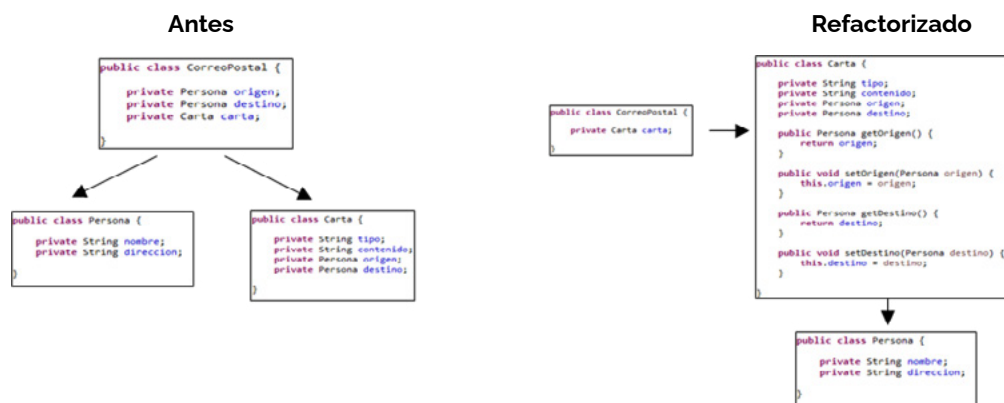 Antes
public class CorreoPostal {
private Persona origen;
private Persona destino;
private Carta carta;
}
public class Persona {
private String nombre;
private String direccion;
}
public class Carta {
private String tipo;
private String contenido;
private Persona origen;
private Persona destino;
}
Refactorizado
public class CorreoPostal {
private Carta carta;
}
public class Carta {
private String tipo;
private String contenido;
private Persona origen;
private Persona destino;
public Persona getOrigen() {
return origen;
}
public void setOrigen(Persona origen) {
this.origen = origen;
}
public Persona getDestino() {
return destino;
}
public void setDestino(Persona destino) {
this.destino = destino;
}
}
public class Persona {
private String nombre;
private String direccion;
}